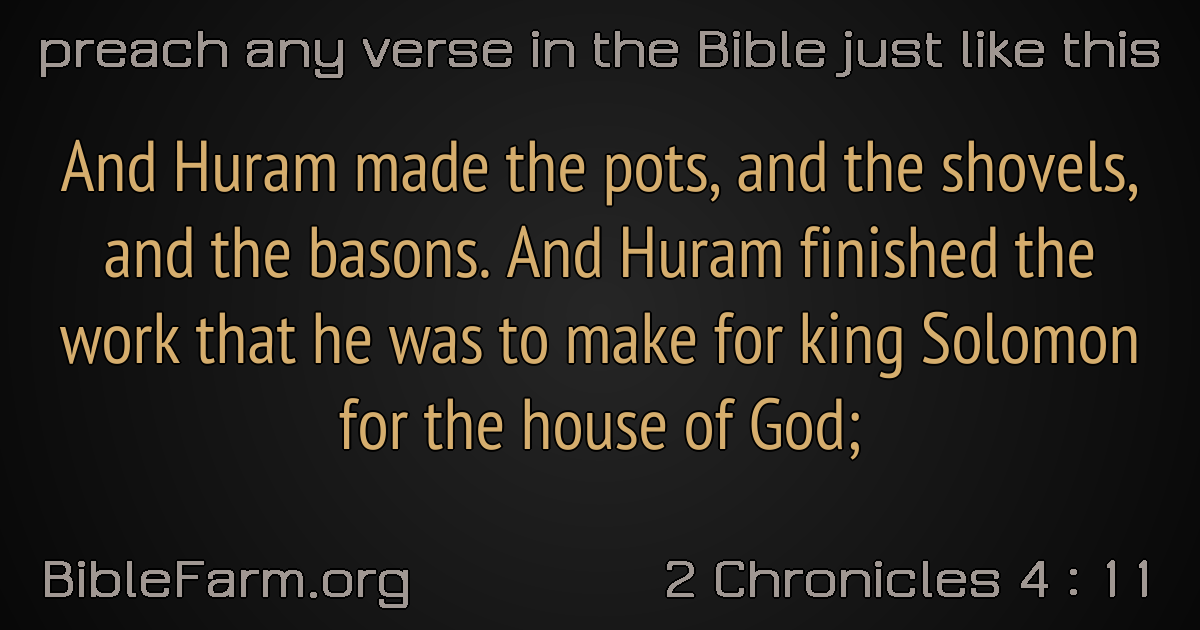 preach any verse in the Bible just like this
And Huram made the pots, and the shovels,
and the basons. And Huram finished the
work that he was to make for king Solomon
for the house of God;
BibleFarm.org
2 Chronicles 4 : 11